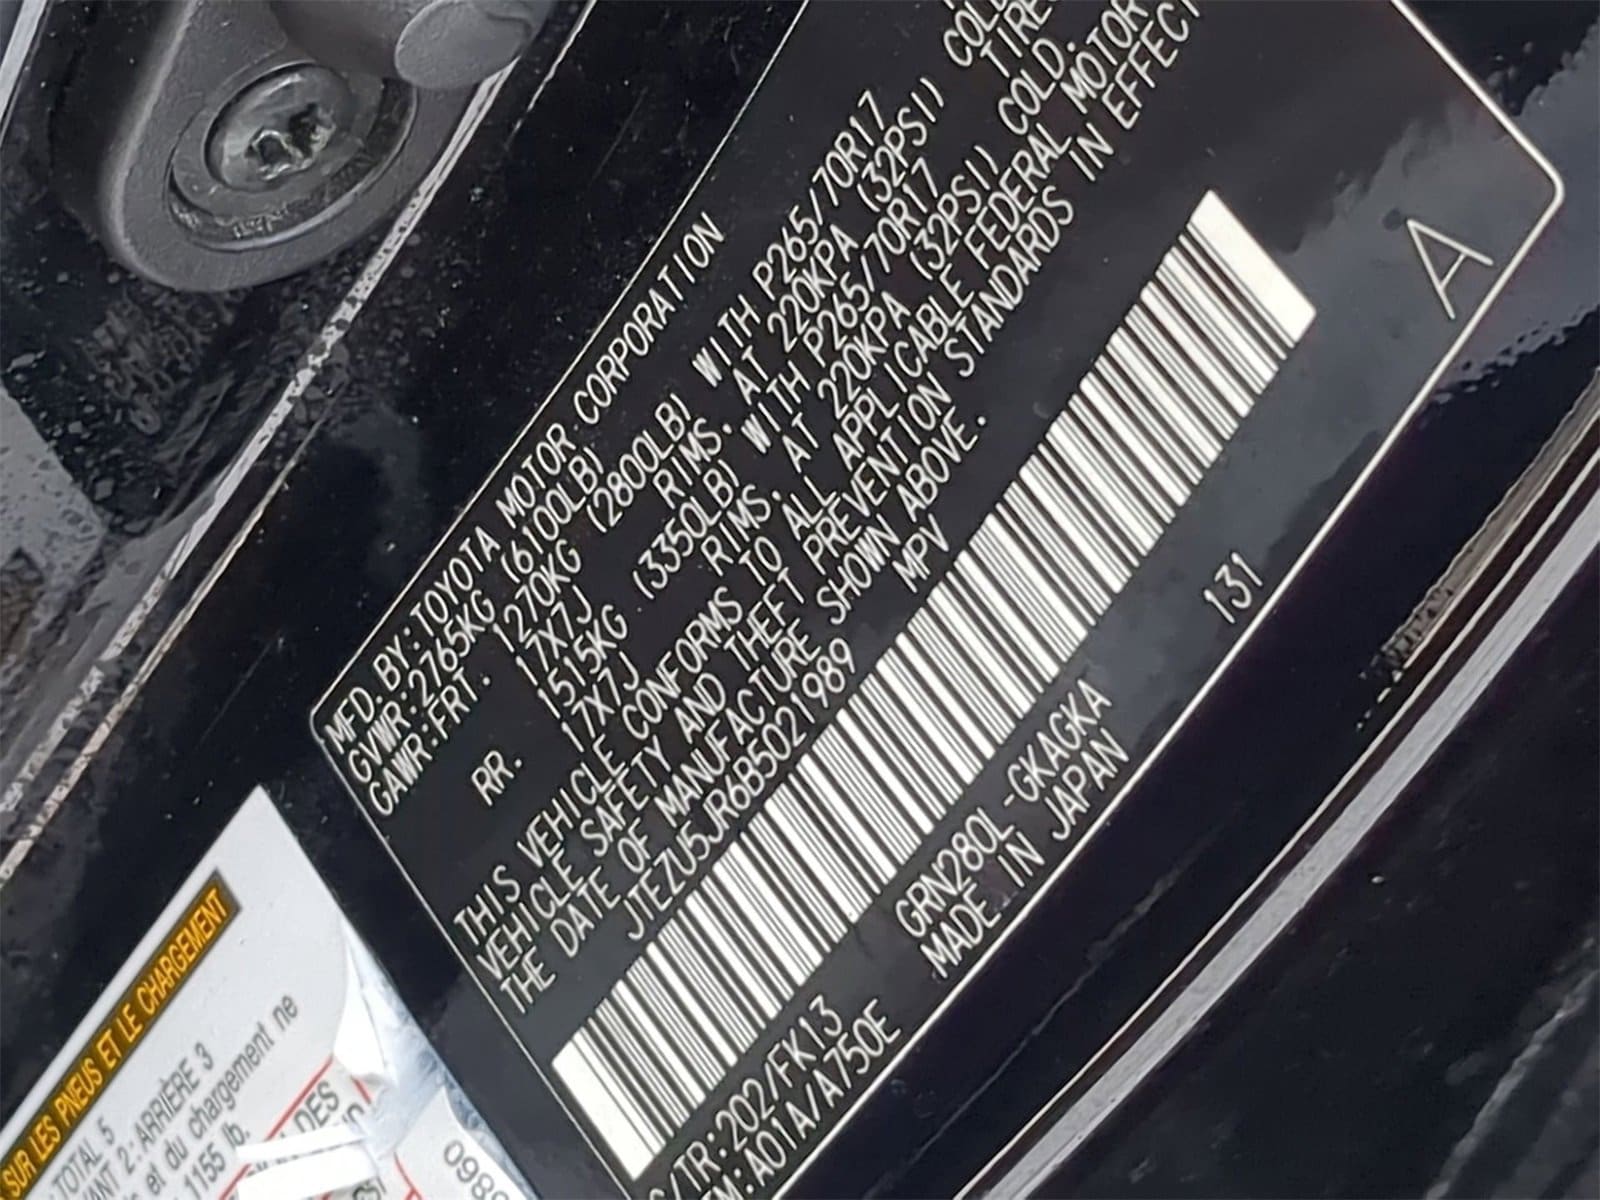 MFD. BY: TOYOTA MOTOR CORPORATION
GVWR: 2765KG (6100LB)
GAWR: FRT. 1270KG (2800LB) WITH P265/70R17
17X7J RIMS. AT 220KPA (32PSI) COLD
RR. 1515KG (3350LB) WITH P265/70R17 TIRE
17X7J RIMS. AT 220KPA (32PSI) COLD.
THIS VEHICLE CONFORMS TO ALL APPLICABLE FEDERAL MOTOR
VEHICLE SAFETY AND THEFT PREVENTION STANDARDS IN EFFECT
THE DATE OF MANUFACTURE SHOWN ABOVE.
JTEZU5JR6B5021989 MPV
A
131
C/TR: 202/FK13 GRN280L-GKAGKA
A01A/A750E MADE IN JAPAN
SUR LES PNEUS ET LE CHARGEMENT
TOTAL 5
2 - ARRIÈRE 3
et du chargement ne
1155 lb.
DES